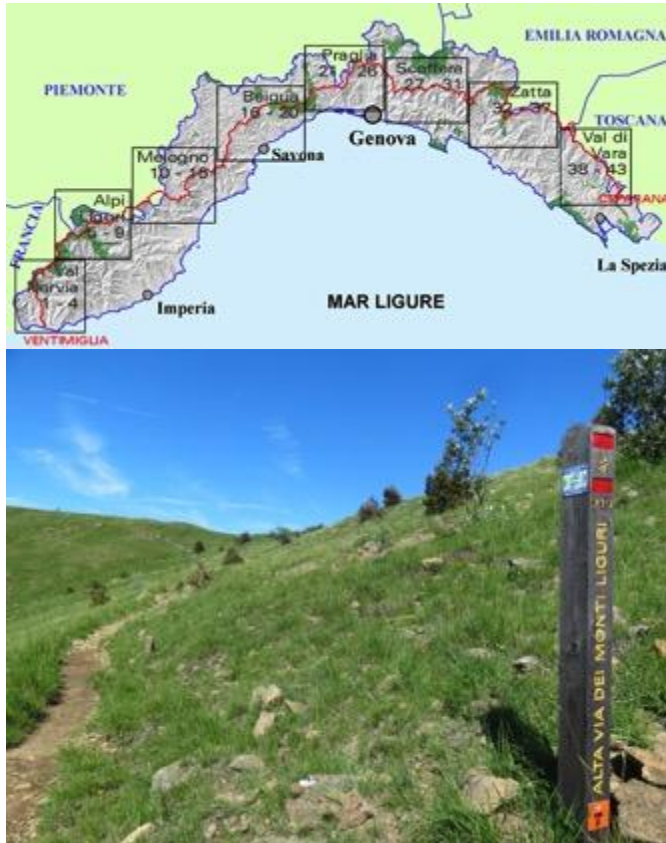 EMILIA ROMAGNA
PIEMONTE
Praglia
21 - 26
Scoffera
27 - 31
Zatta
32 - 37
Beigua
16 - 20
TOSCANA
Genova
Val di
Vara
38 - 43
Savona
Melogno
10 - 15
CEPARANA
Alpi
Liguri
5 - 9
FRANCIA
La Spezia
Val
Nervia
1 - 4
Imperia
MAR LIGURE
VENTIMIGLIA
ALTA VIA DEI MONTI LIGURI